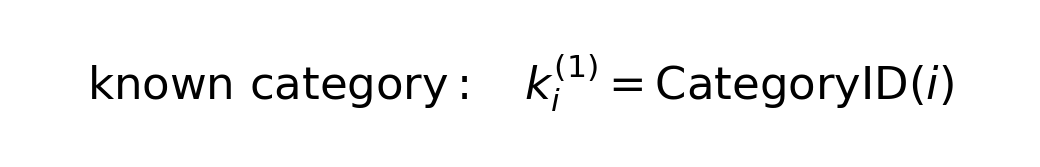 known category: k_i^{(1)} = CategoryID(i)